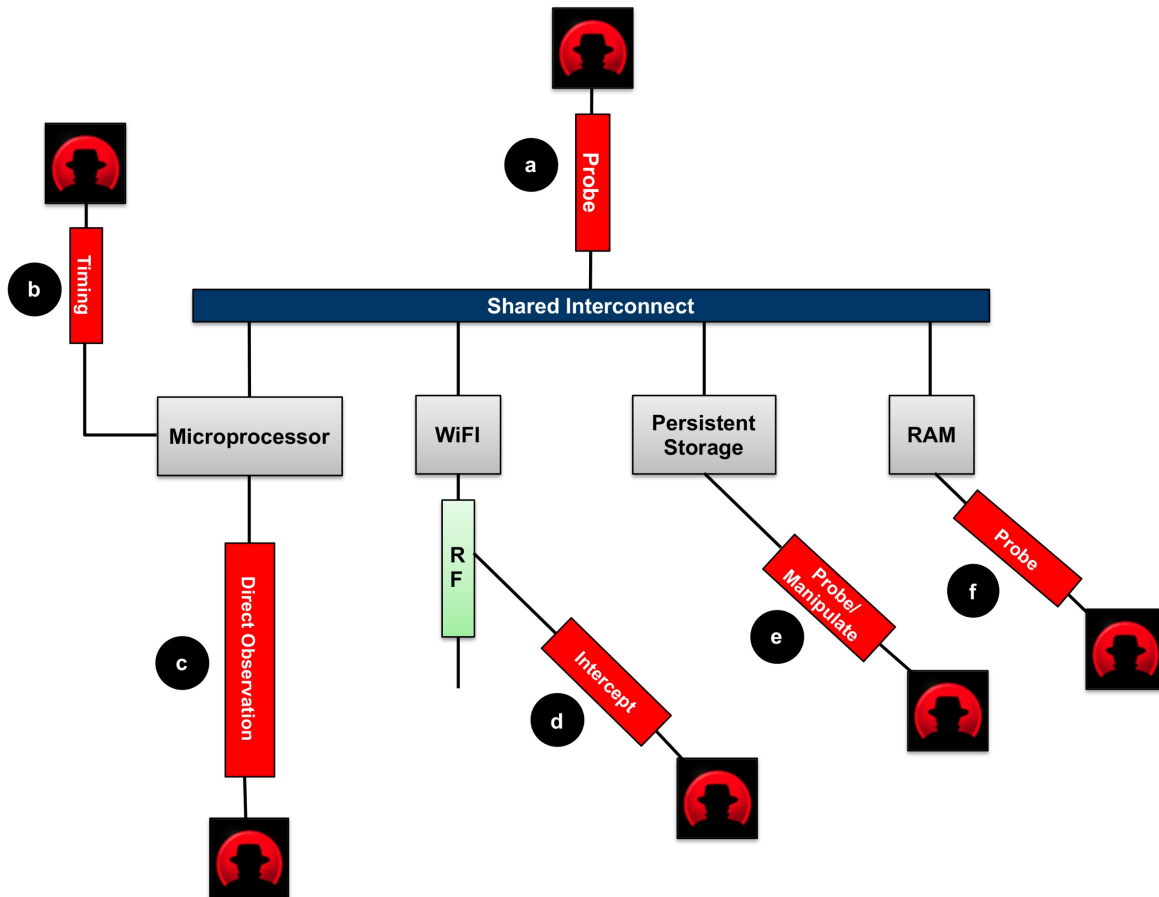 a
Probe
b
Timing
Shared Interconnect
Microprocessor
WiFI
Persistent
Storage
RAM
R
F
c
Direct Observation
d
Intercept
e
Probe/
Manipulate
f
Probe